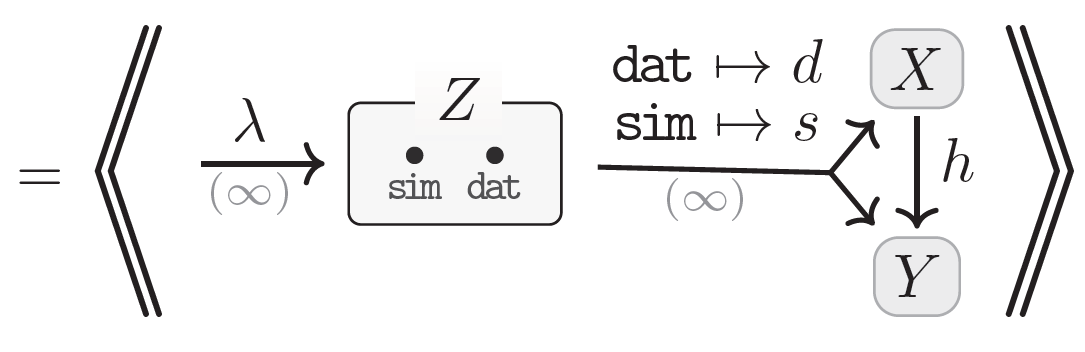 dat ↦ d
sim ↦ s
=
λ
(∞)
Z
sim dat
(∞)
X
h
Y